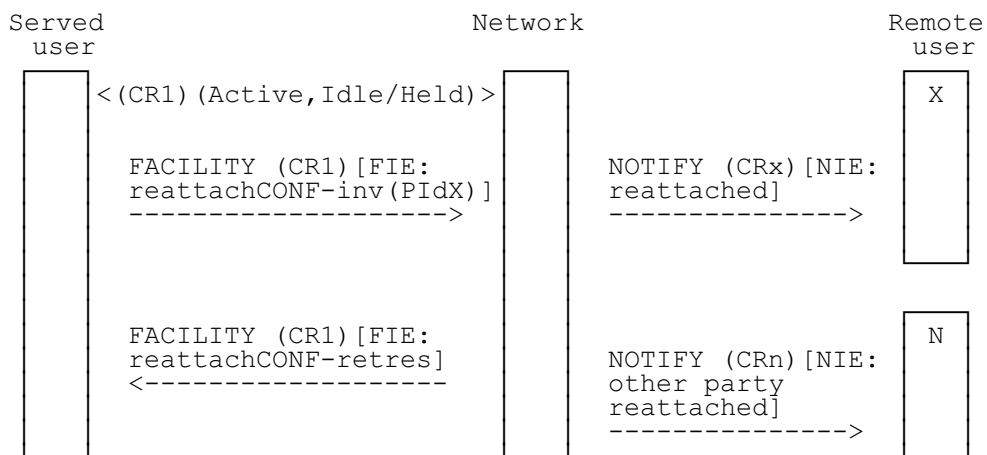 Served user
Network
Remote user
<(CR1)(Active,Idle/Held)>
X
FACILITY (CR1)[FIE:
reattachCONF-inv(PIdX)]
-------------------->
NOTIFY (CRx)[NIE:
reattached]
--------------->
N
FACILITY (CR1)[FIE:
reattachCONF-retres]
<-------------------
NOTIFY (CRn)[NIE:
other party
reattached]
--------------->